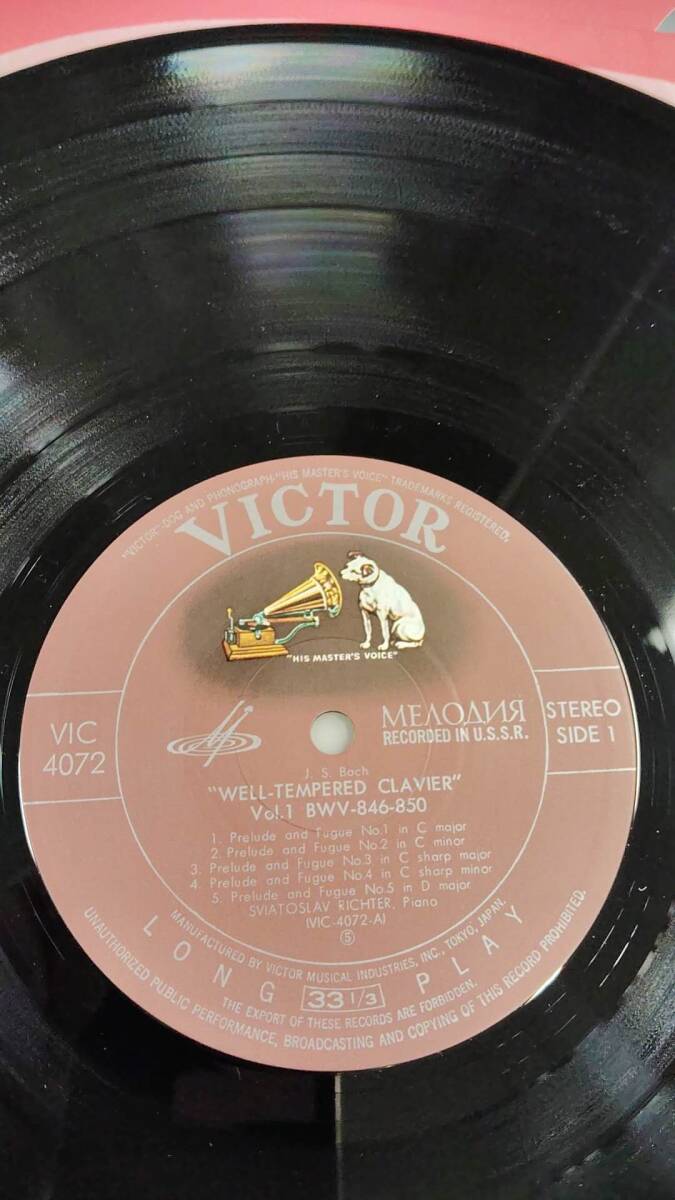 "VICTOR"-DOG AND PHONOGRAPH-"HIS MASTER'S VOICE" TRADEMARKS REGISTERED.
VICTOR
"HIS MASTER'S VOICE"
VIC
4072
МЕЛОДИЯ
RECORDED IN U.S.S.R.
STEREO
SIDE 1
J. S. Bach
"WELL-TEMPERED CLAVIER"
Vol.1 BWV-846-850
1. Prelude and Fugue No.1 in C major
2. Prelude and Fugue No.2 in C minor
3. Prelude and Fugue No.3 in C sharp major
4. Prelude and Fugue No.4 in C sharp minor
5. Prelude and Fugue No.5 in D major
SVIATOSLAV RICHTER, Piano
(VIC-4072-A)
⑤
MANUFACTURED BY VICTOR MUSICAL INDUSTRIES, INC., TOKYO, JAPAN.
LONG 33 1/3 PLAY
THE EXPORT OF THESE RECORDS ARE FORBIDDEN.
UNAUTHORIZED PUBLIC PERFORMANCE, BROADCASTING AND COPYING OF THIS RECORD PROHIBITED.